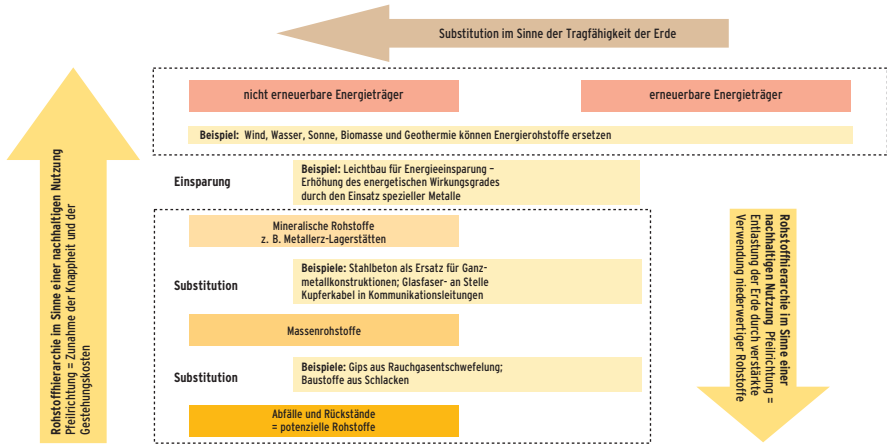 Substitution im Sinne der Tragfähigkeit der Erde
nicht erneuerbare Energieträger
erneuerbare Energieträger
Beispiel: Wind, Wasser, Sonne, Biomasse und Geothermie können Energierohstoffe ersetzen
Einsparung
Beispiel: Leichtbau für Energieeinsparung –
Erhöhung des energetischen Wirkungsgrades
durch den Einsatz spezieller Metalle
Mineralische Rohstoffe
z. B. Metallerz-Lagerstätten
Substitution
Beispiele: Stahlbeton als Ersatz für Ganz-
metallkonstruktionen; Glasfaser- an Stelle
Kupferkabel in Kommunikationsleitungen
Massenrohstoffe
Substitution
Beispiele: Gips aus Rauchgasentschwefelung;
Baustoffe aus Schlacken
Abfälle und Rückstände
= potenzielle Rohstoffe
Rohstoffhierarchie im Sinne einer nachhaltigen Nutzung
Pfeilrichtung = Zunahme der Knappheit und der
Gestehungskosten
Rohstoffhierarchie im Sinne einer
nachhaltigen Nutzung Pfeilrichtung =
Entlastung der Erde durch verstärkte
Verwendung niederwertiger Rohstoffe